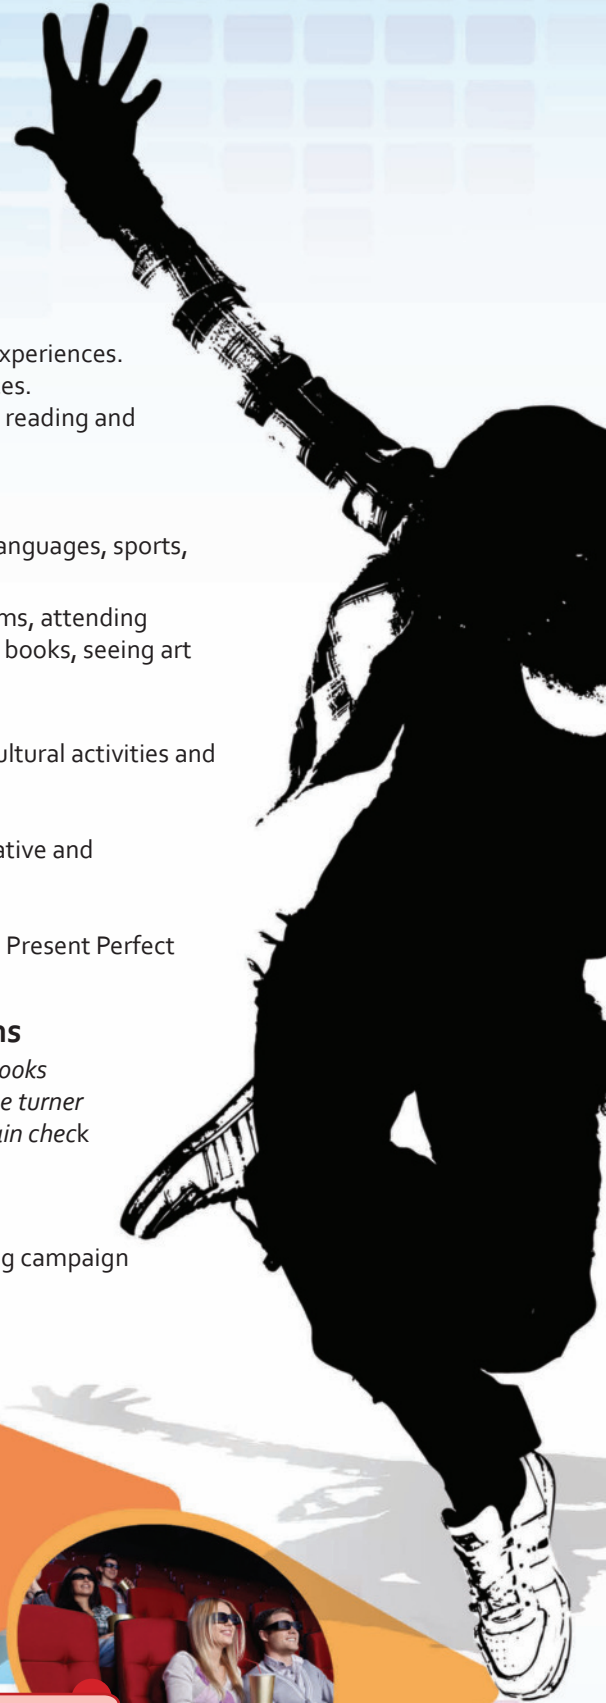 xperiences.
es.
reading and
anguages, sports,
ms, attending
books, seeing art
ultural activities and
ative and
Present Perfect
ns
ooks
e turner
in check
g campaign